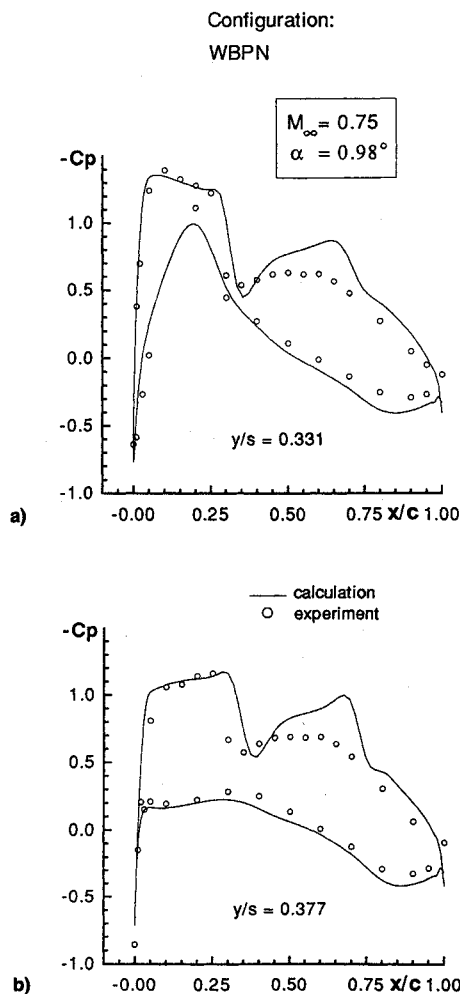 Configuration:
WBPN
M∞ = 0.75
α = 0.98°
-Cp
1.0
0.5
0.0
-0.5
-1.0
y/s = 0.331
a)
-0.00 0.25 0.50 0.75 x/c 1.00
calculation
experiment
-Cp
1.0
0.5
0.0
-0.5
-1.0
y/s = 0.377
b)
-0.00 0.25 0.50 0.75 x/c 1.00